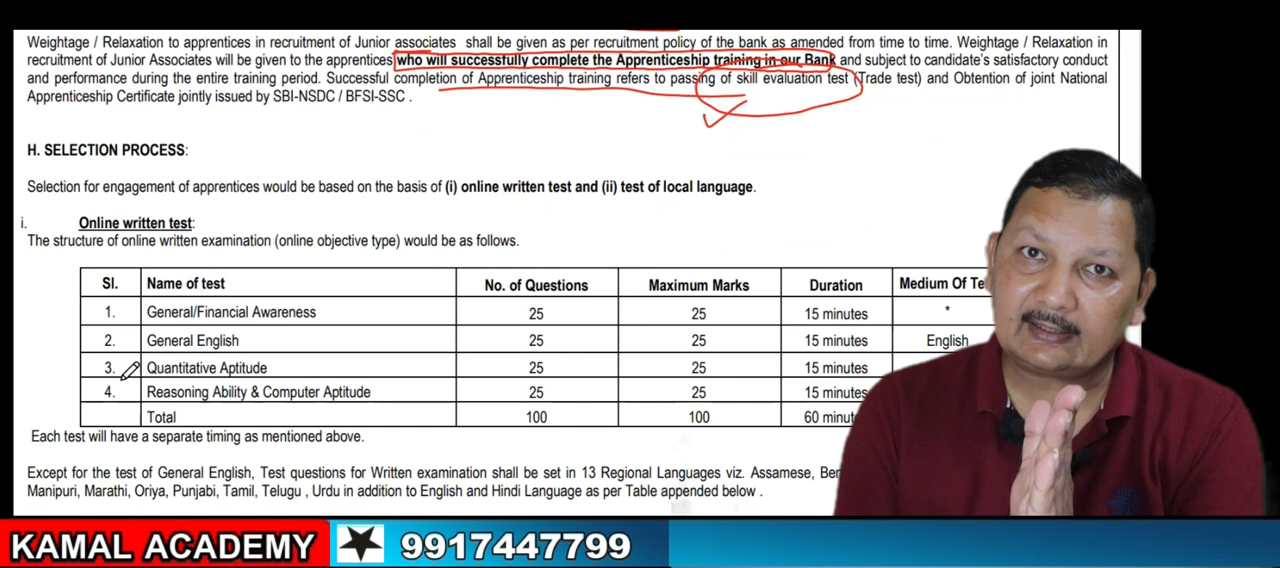 Weightage / Relaxation to apprentices in recruitment of Junior associates shall be given as per recruitment policy of the bank as amended from time to time. Weightage / Relaxation in
recruitment of Junior Associates will be given to the apprentices who will successfully complete the Apprenticeship training in our Bank and subject to candidate's satisfactory conduct
and performance during the entire training period. Successful completion of Apprenticeship training refers to passing of skill evaluation test (Trade test) and Obtention of joint National
Apprenticeship Certificate jointly issued by SBI-NSDC / BFSI-SSC .
H. SELECTION PROCESS:
Selection for engagement of apprentices would be based on the basis of (i) online written test and (ii) test of local language.
i. Online written test:
The structure of online written examination (online objective type) would be as follows.
Sl. Name of test No. of Questions Maximum Marks Duration Medium Of
1. General/Financial Awareness 25 25 15 minutes *
2. General English 25 25 15 minutes English
3. Quantitative Aptitude 25 25 15 minutes
4. Reasoning Ability & Computer Aptitude 25 25 15 minutes
Total 100 100 60
Each test will have a separate timing as mentioned above.
Except for the test of General English, Test questions for Written examination shall be set in 13 Regional Languages viz. Assamese,
Manipuri, Marathi, Oriya, Punjabi, Tamil, Telugu , Urdu in addition to English and Hindi Language as per Table appended below .
KAMAL ACADEMY 9917447799